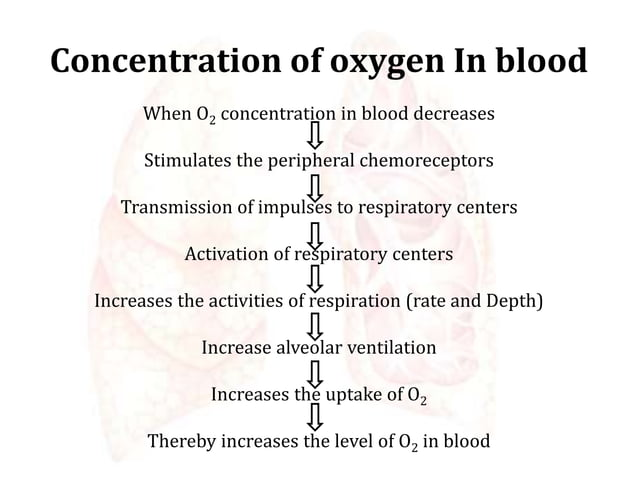 Concentration of oxygen In blood
When O₂ concentration in blood decreases
Stimulates the peripheral chemoreceptors
Transmission of impulses to respiratory centers
Activation of respiratory centers
Increases the activities of respiration (rate and Depth)
Increase alveolar ventilation
Increases the uptake of O₂
Thereby increases the level of O₂ in blood